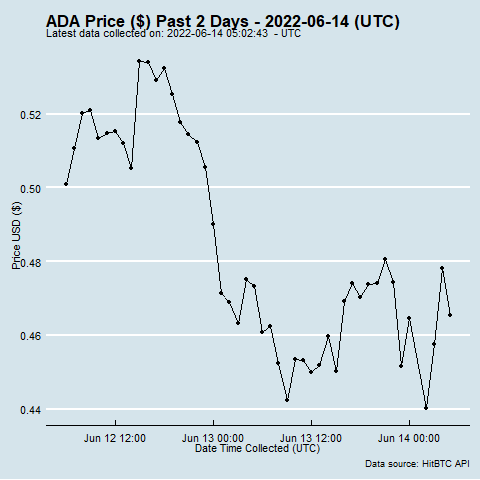 ADA Price ($) Past 2 Days - 2022-06-14 (UTC)
Latest data collected on: 2022-06-14 05:02:43  - UTC
Price USD ($)
0.52
0.50
0.48
0.46
0.44
Jun 12 12:00 Jun 13 00:00 Jun 13 12:00 Jun 14 00:00
Date Time Collected (UTC)
Data source: HitBTC API